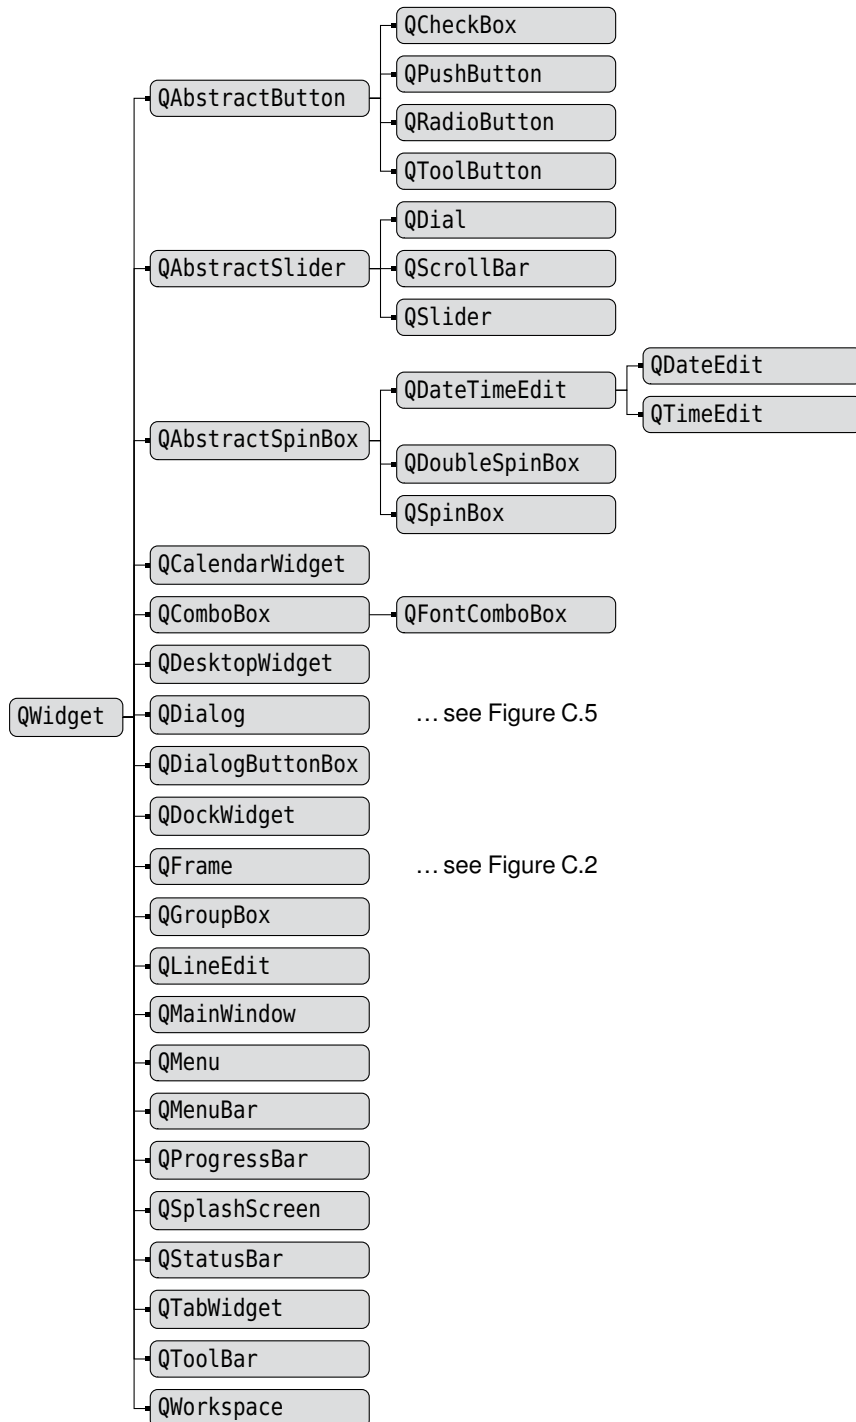 QCheckBox
QPushButton
QAbstractButton
QRadioButton
QToolButton
QDial
QAbstractSlider
QScrollBar
QSlider
QDateEdit
QDateTimeEdit
QTimeEdit
QAbstractSpinBox
QDoubleSpinBox
QSpinBox
QCalendarWidget
QComboBox
QFontComboBox
QDesktopWidget
QWidget
QDialog
… see Figure C.5
QDialogButtonBox
QDockWidget
QFrame
… see Figure C.2
QGroupBox
QLineEdit
QMainWindow
QMenu
QMenuBar
QProgressBar
QSplashScreen
QStatusBar
QTabWidget
QToolBar
QWorkspace